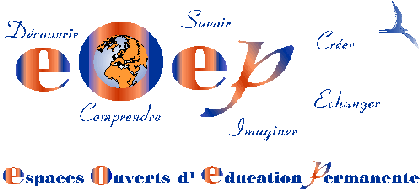 Découvrir
Savoir
Créer
eOep
Comprendre
Echanger
Imaginer
espaces Ouverts d'education permanente